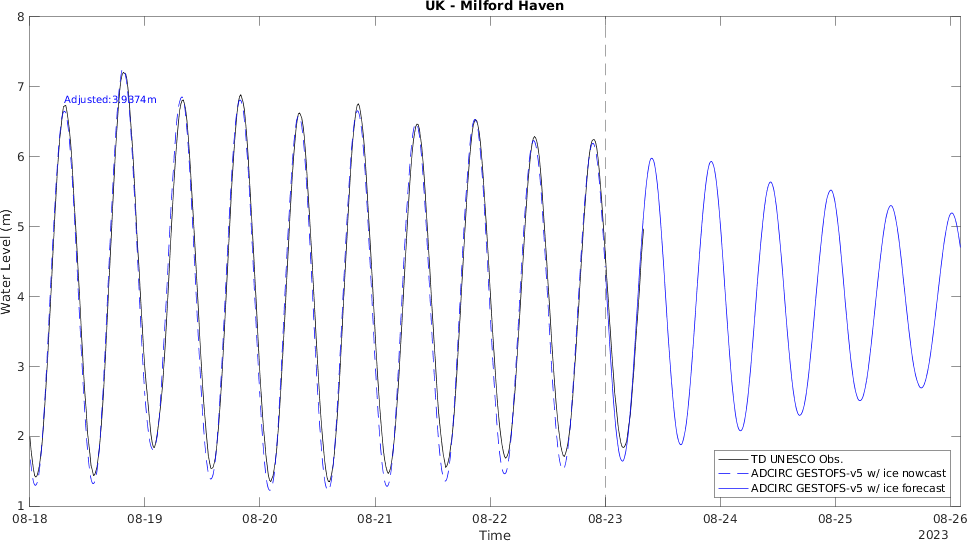 UK - Milford Haven
8
7
6
5
4
3
2
1
Water Level (m)
Adjusted:3.9374m
TD UNESCO Obs.
ADCIRC GESTOFS-v5 w/ ice nowcast
ADCIRC GESTOFS-v5 w/ ice forecast
08-18 08-19 08-20 08-21 08-22 08-23 08-24 08-25 08-26
Time
2023